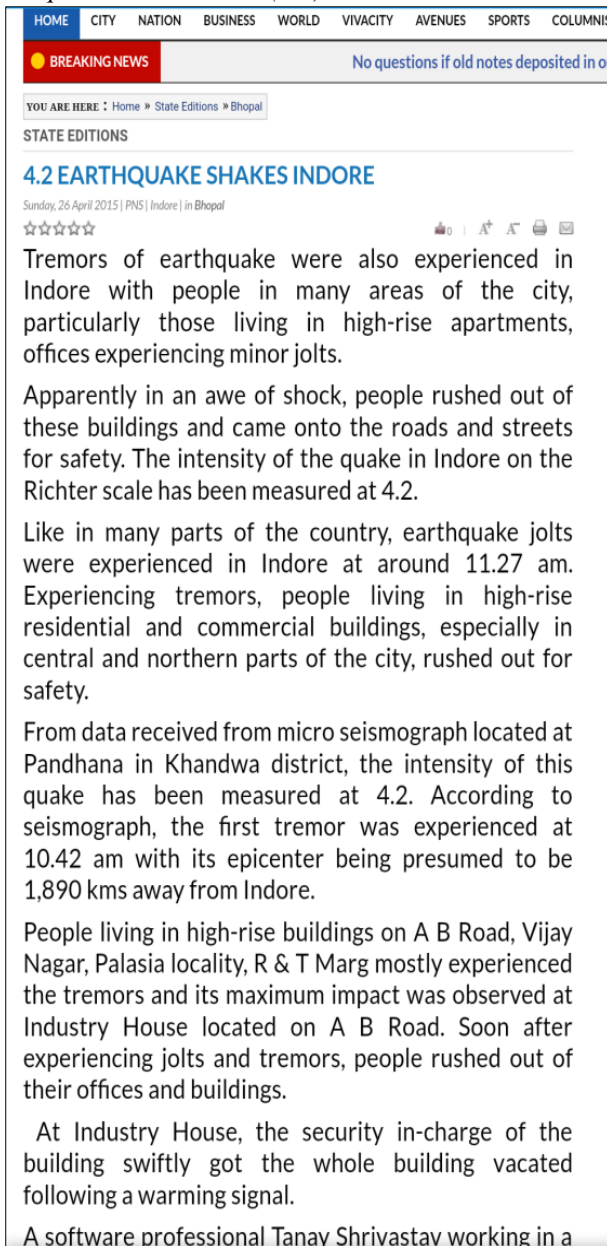 HOME CITY NATION BUSINESS WORLD VIVACITY AVENUES SPORTS COLUMNIS
BREAKING NEWS No questions if old notes deposited in o
YOU ARE HERE : Home » State Editions » Bhopal
STATE EDITIONS
4.2 EARTHQUAKE SHAKES INDORE
Sunday, 26 April 2015 | PNS | Indore | in Bhopal
0 | A+ A-
Tremors of earthquake were also experienced in
Indore with people in many areas of the city,
particularly those living in high-rise apartments,
offices experiencing minor jolts.
Apparently in an awe of shock, people rushed out of
these buildings and came onto the roads and streets
for safety. The intensity of the quake in Indore on the
Richter scale has been measured at 4.2.
Like in many parts of the country, earthquake jolts
were experienced in Indore at around 11.27 am.
Experiencing tremors, people living in high-rise
residential and commercial buildings, especially in
central and northern parts of the city, rushed out for
safety.
From data received from micro seismograph located at
Pandhana in Khandwa district, the intensity of this
quake has been measured at 4.2. According to
seismograph, the first tremor was experienced at
10.42 am with its epicenter being presumed to be
1,890 kms away from Indore.
People living in high-rise buildings on A B Road, Vijay
Nagar, Palasia locality, R & T Marg mostly experienced
the tremors and its maximum impact was observed at
Industry House located on A B Road. Soon after
experiencing jolts and tremors, people rushed out of
their offices and buildings.
At Industry House, the security in-charge of the
building swiftly got the whole building vacated
following a warming signal.
A software professional Tanay Shrivastav working in a